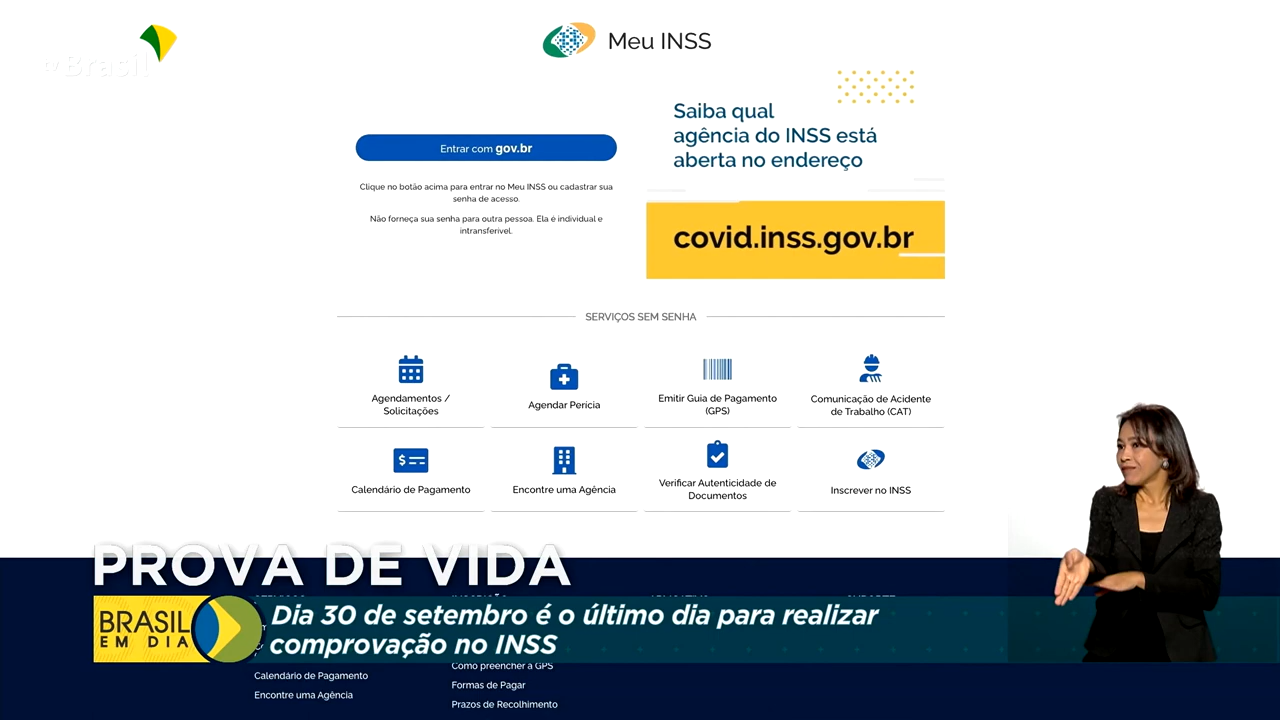 tv Brasil
Meu INSS
Saiba qual
agência do INSS está
aberta no endereço
covid.inss.gov.br
Entrar com gov.br
Clique no botão acima para entrar no Meu INSS ou cadastrar sua
senha de acesso.
Não forneça sua senha para outra pessoa. Ela é individual e
intransferível.
SERVIÇOS SEM SENHA
Agendamentos /
Solicitações
Agendar Perícia
Emitir Guia de Pagamento
(GPS)
Comunicação de Acidente
de Trabalho (CAT)
Calendário de Pagamento
Encontre uma Agência
Verificar Autenticidade de
Documentos
Inscrever no INSS
PROVA DE VIDA
BRASIL
EM DIA
Dia 30 de setembro é o último dia para realizar
comprovação no INSS
Calendário de Pagamento
Encontre uma Agência
Como preencher a GPS
Formas de Pagar
Prazos de Recolhimento